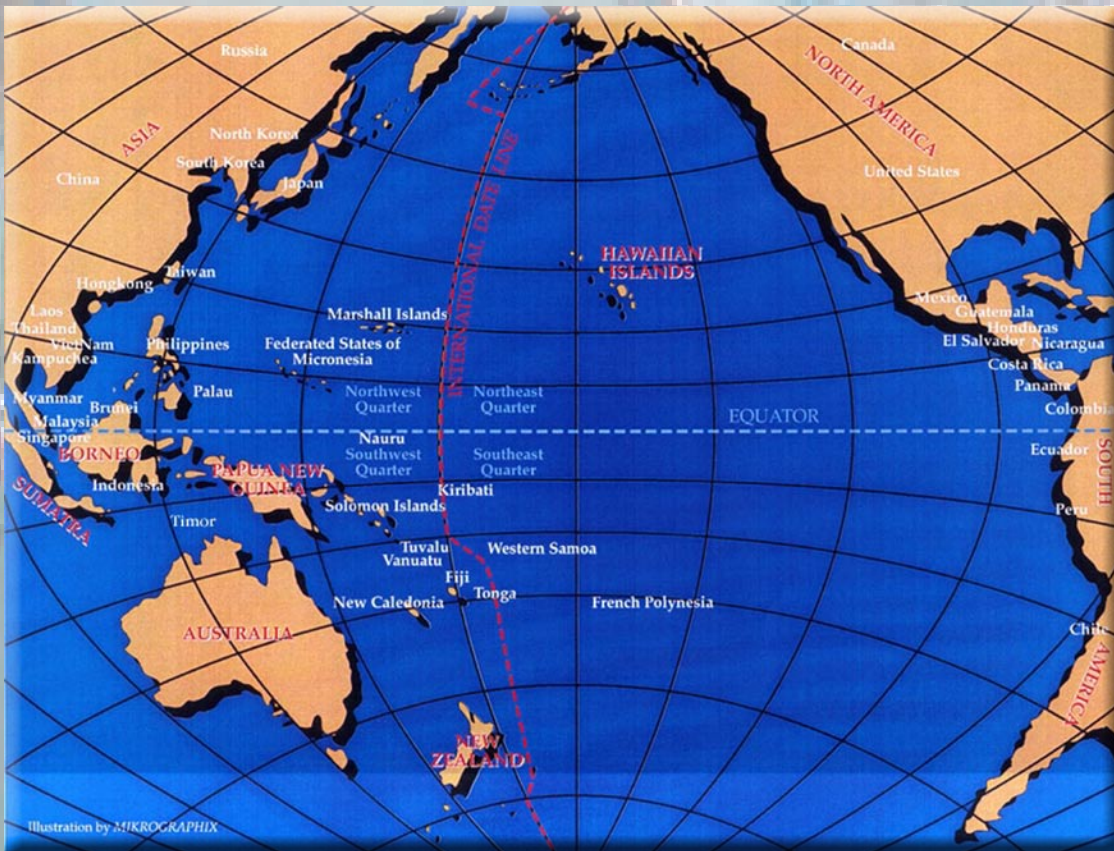 Russia
Canada
NORTH AMERICA
ASIA
North Korea
South Korea
Japan
China
United States
INTERNATIONAL DATE LINE
HAWAIIAN
ISLANDS
Taiwan
Hongkong
Mexico
Laos
Thailand
VietNam
Kampuchea
Marshall Islands
Guatemala
Honduras
El Salvador
Nicaragua
Philippines
Federated States of
Micronesia
Costa Rica
Panama
Palau
Myanmar
Brunei
Malaysia
Singapore
Northwest
Quarter
Northeast
Quarter
Colombia
EQUATOR
Nauru
BORNEO
Southwest
Quarter
Southeast
Quarter
Ecuador
PAPUA NEW
GUINEA
SUMATRA
Indonesia
Kiribati
Solomon Islands
Peru
Timor
Tuvalu
Vanuatu
Western Samoa
Fiji
Tonga
New Caledonia
French Polynesia
AUSTRALIA
Chile
SOUTH
AMERICA
NEW
ZEALAND
Illustration by MIKROGRAPHIX